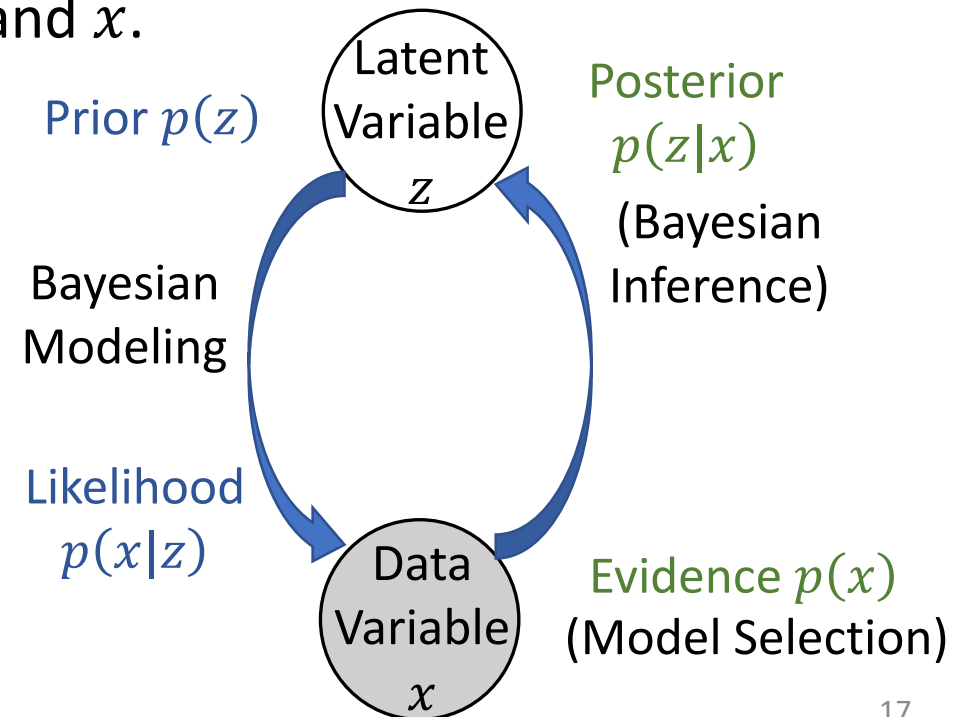 and x.
Latent
Variable
z
Prior p(z)
Posterior
p(z|x)
(Bayesian
Inference)
Bayesian
Modeling
Likelihood
p(x|z)
Data
Variable
x
Evidence p(x)
(Model Selection)
17